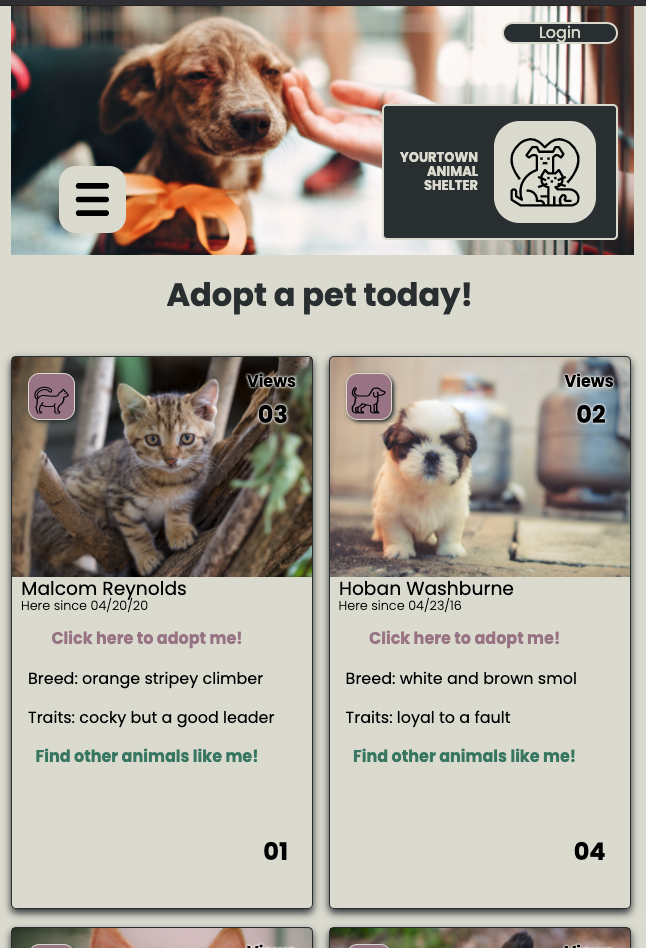 Login
YOURTOWN
ANIMAL
SHELTER
Adopt a pet today!
Views
03
Malcom Reynolds
Here since 04/20/20
Click here to adopt me!
Breed: orange stripey climber
Traits: cocky but a good leader
Find other animals like me!
01
Views
02
Hoban Washburne
Here since 04/23/16
Click here to adopt me!
Breed: white and brown smol
Traits: loyal to a fault
Find other animals like me!
04
Views
Views